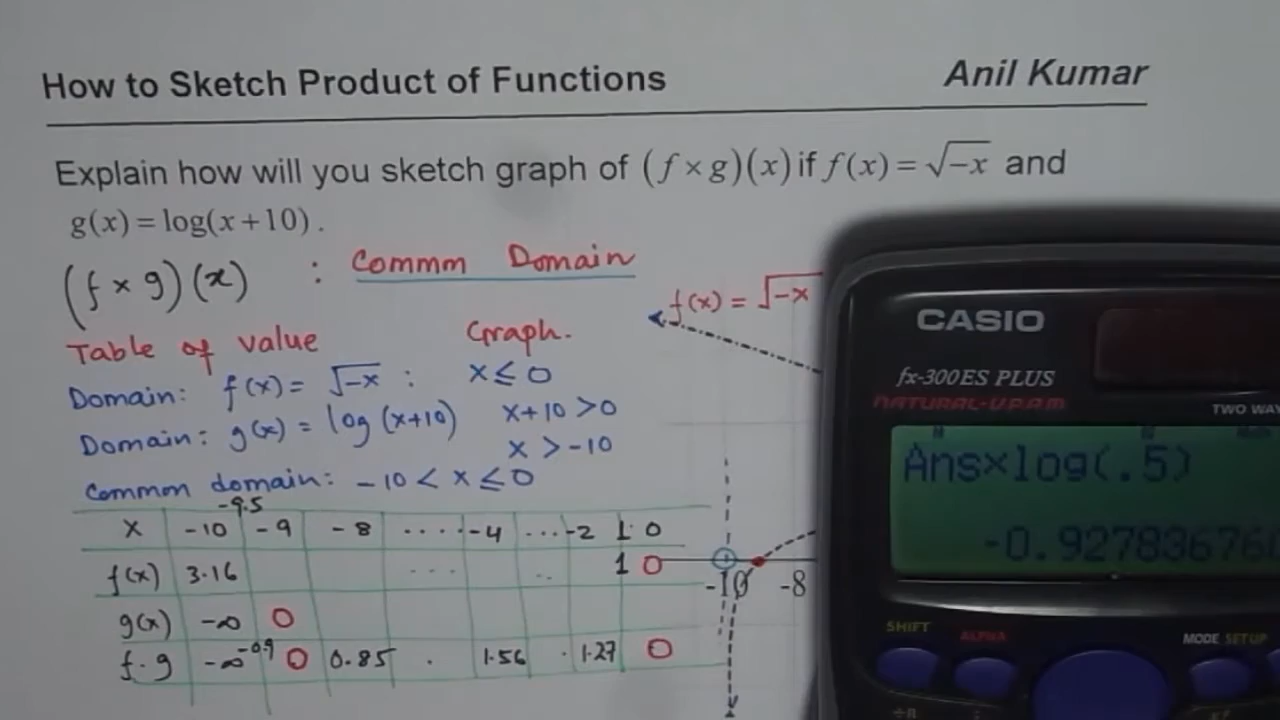 How to Sketch Product of Functions Anil Kumar
Explain how will you sketch graph of (f × g)(x) if f(x) = √-x and
g(x) = log(x+10).
(f × g)(x) : Commm Domain
Table of value Graph.
f(x) = √-x
Domain: f(x) = √-x : x ≤ 0
Domain: g(x) = log (x+10) x+10 >0
x > -10
Common domain: -10 < x ≤ 0
-9.5
x -10 -9 -8 ..... -4 ... -2 1 0
f(x) 3.16 ... .. 1 0
g(x) -∞ 0
f.g -∞ -0.9 0 0.85 . 1.56 . 1.27 0
-10 -8
CASIO
fx-300ES PLUS
NATURAL-V.P.A.M.
TWO WAY
Ans×log(.5)
-0.927836760
SHIFT ALPHA MODE SETUP